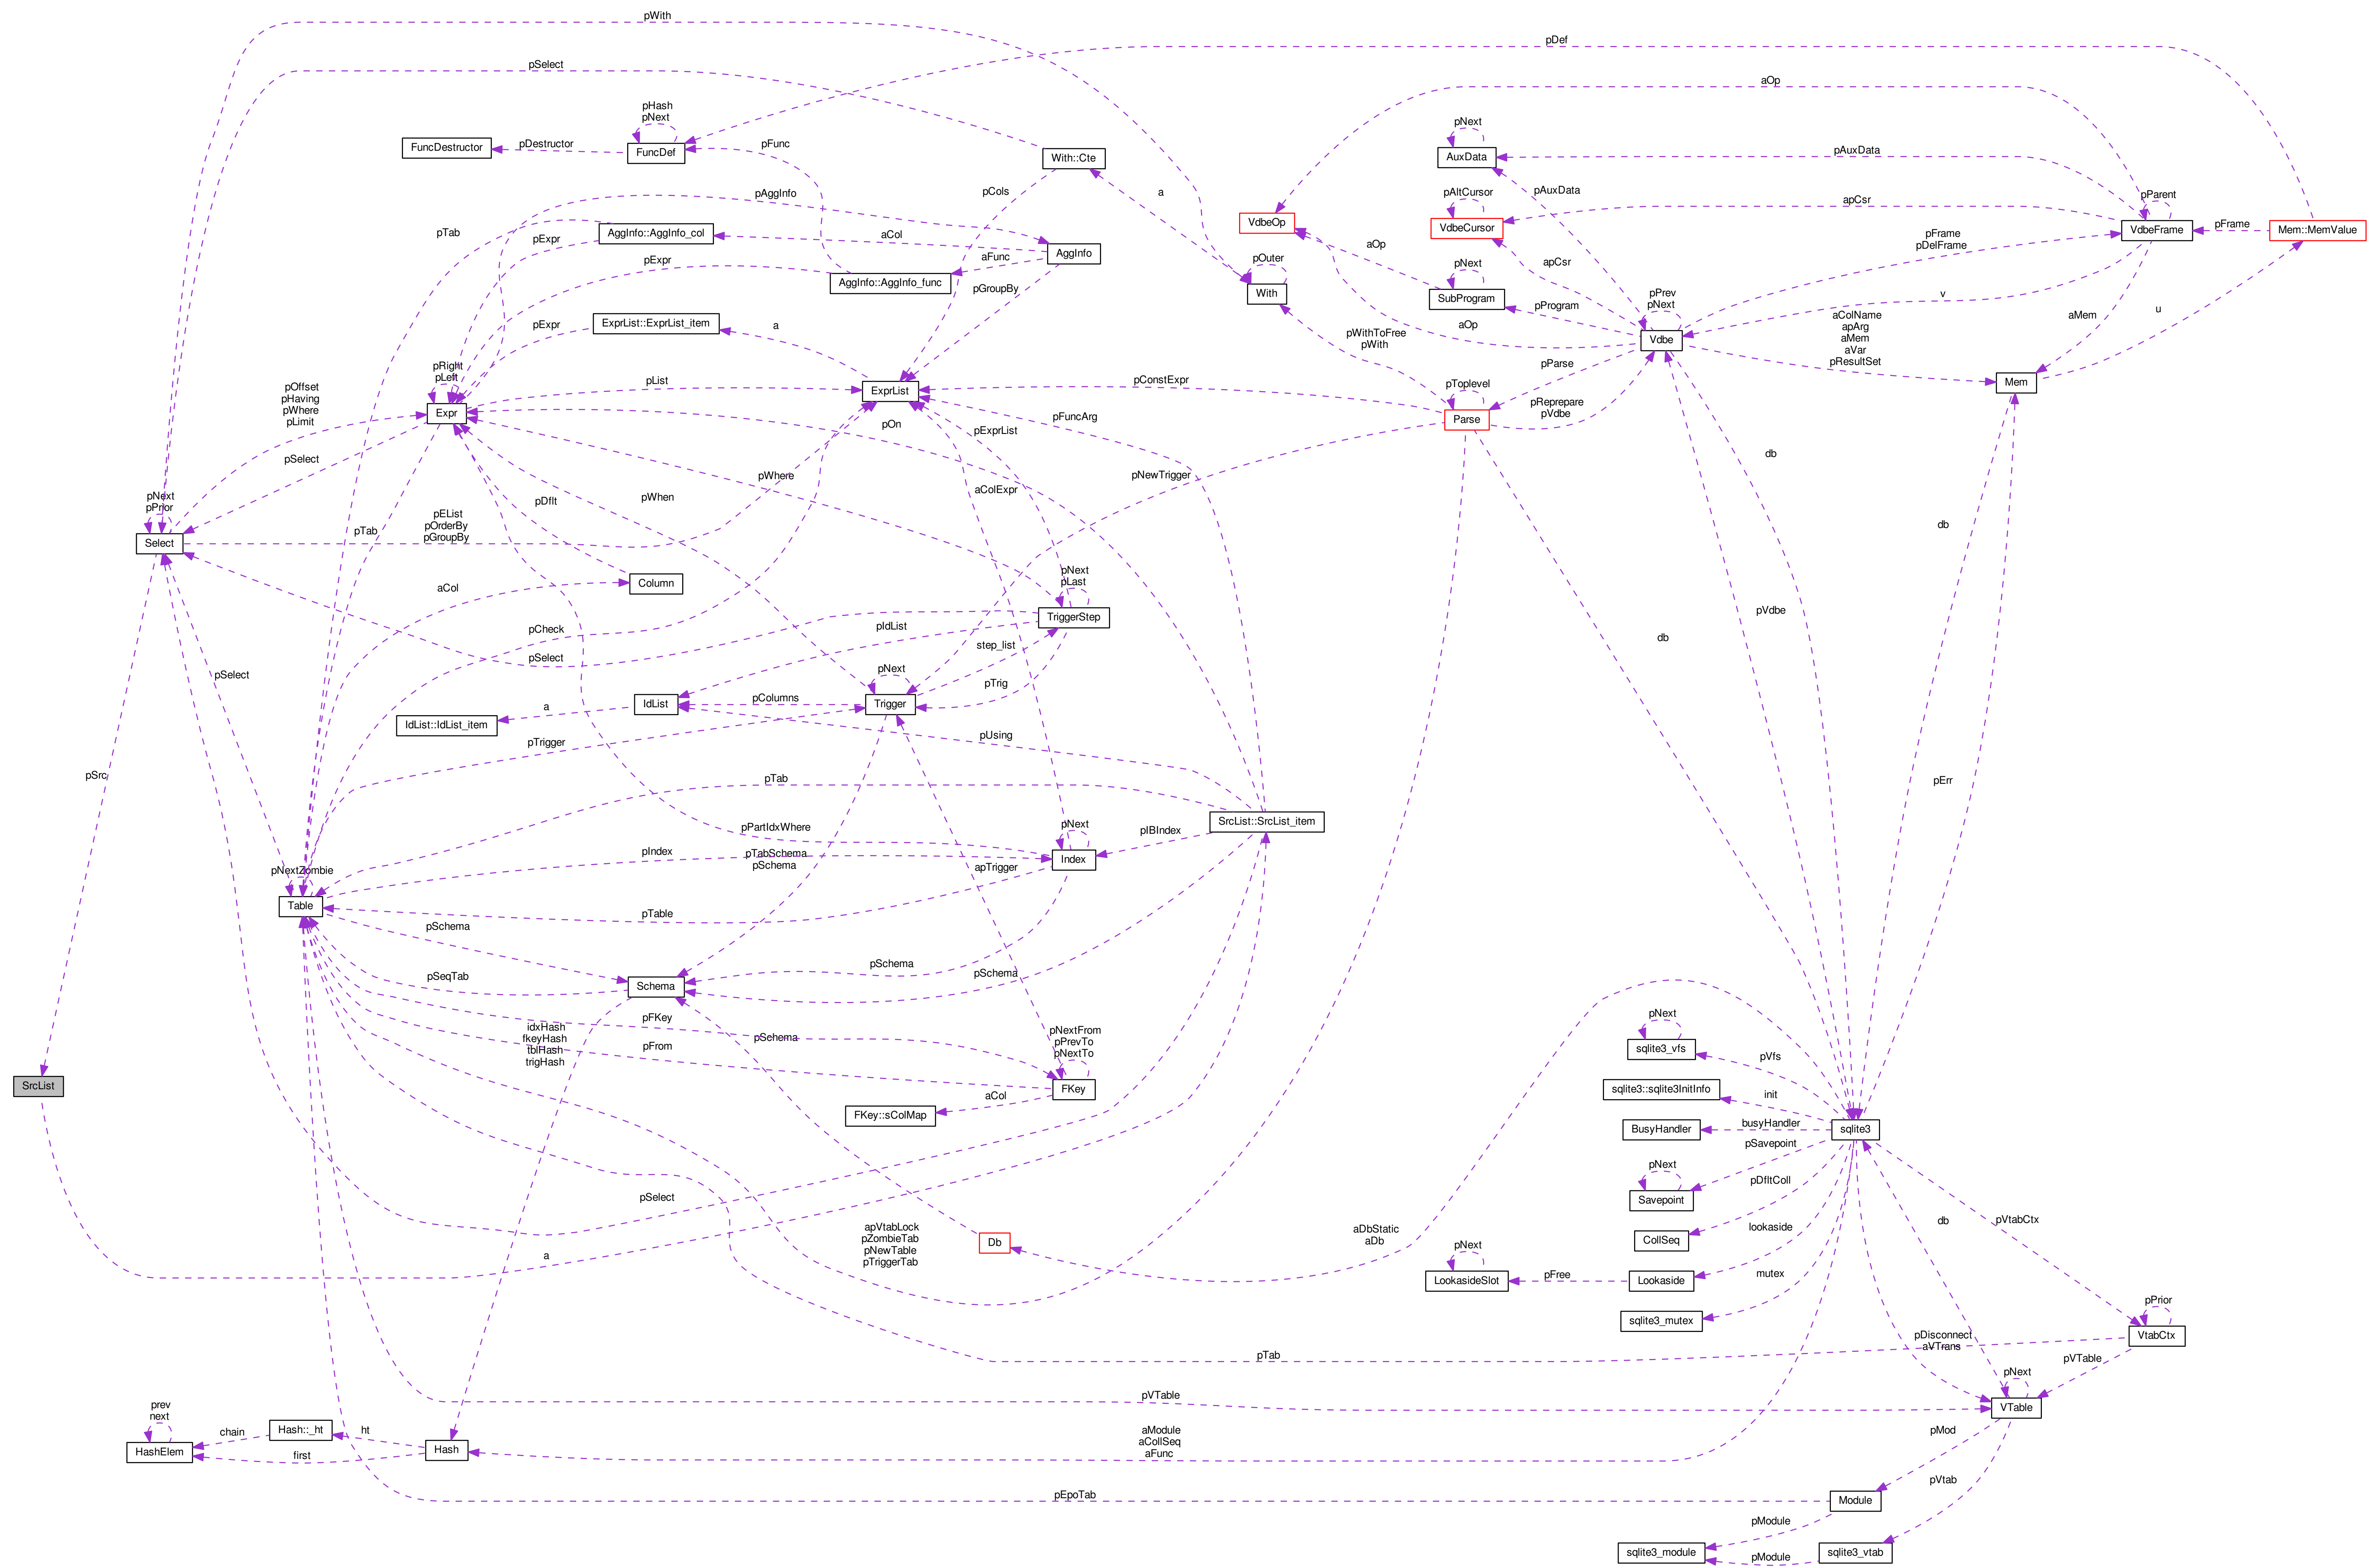 pWith
pDef
pSelect
aOp
pHash
pNext
pNext
FuncDestructor
pDestructor
FuncDef
pFunc
With::Cte
AuxData
pAuxData
pAggInfo
pCols
a
pAuxData
pAltCursor
pParent
apCsr
VdbeOp
VdbeCursor
VdbeFrame
pFrame
Mem::MemValue
pTab
pExpr
AggInfo::AggInfo_col
aCol
AggInfo
aOp
pFrame
pDelFrame
pExpr
aFunc
pOuter
apCsr
pNext
AggInfo::AggInfo_func
pGroupBy
With
SubProgram
pProgram
pPrev
pNext
v
u
pExpr
ExprList::ExprList_item
a
aOp
Vdbe
aMem
aColName
apArg
aMem
aVar
pResultSet
pWithToFree
pWith
pParse
pRight
pLeft
pList
ExprList
pConstExpr
pToplevel
Mem
pOffset
pHaving
pWhere
pLimit
Expr
pOn
pFuncArg
Parse
pReprepare
pVdbe
pSelect
pExprList
db
pNext
pPrior
pWhen
pWhere
pNewTrigger
aColExpr
pDflt
Select
pEList
pOrderBy
pGroupBy
pTab
db
aCol
Column
pNext
pLast
TriggerStep
pVdbe
pCheck
pIdList
db
pSelect
step_list
pSelect
pNext
pTrig
IdList::IdList_item
a
IdList
pColumns
Trigger
pTrigger
pUsing
pSrc
pTab
pErr
SrcList::SrcList_item
pPartIdxWhere
pNext
pIBIndex
pIndex
pTabSchema
pSchema
Index
apTrigger
pNextZombie
Table
pTable
pSchema
pSchema
pSchema
pSeqTab
Schema
pFKey
idxHash
fkeyHash
tblHash
trigHash
pFrom
pSchema
pNextFrom
pPrevTo
pNextTo
pNext
sqlite3_vfs
pVfs
SrcList
FKey
sqlite3::sqlite3InitInfo
init
FKey::sColMap
aCol
BusyHandler
busyHandler
sqlite3
pSavepoint
pNext
Savepoint
pDfltColl
pSelect
aDbStatic
aDb
apVtabLock
pZombieTab
pNewTable
pTriggerTab
Db
CollSeq
lookaside
db
pVtabCtx
a
pNext
LookasideSlot
pFree
Lookaside
mutex
sqlite3_mutex
pPrior
VtabCtx
pTab
pDisconnect
aVTrans
pVTable
pNext
pVTable
VTable
prev
next
Hash::_ht
ht
chain
HashElem
first
Hash
aModule
aCollSeq
aFunc
pMod
pVtab
pEpoTab
Module
pModule
sqlite3_module
pModule
sqlite3_vtab